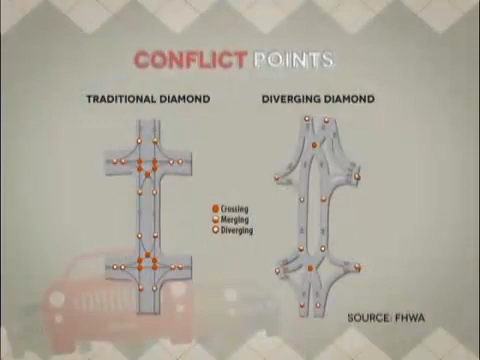 CONFLICT POINTS
TRADITIONAL DIAMOND
DIVERGING DIAMOND
Crossing
Merging
Diverging
SOURCE: FHWA